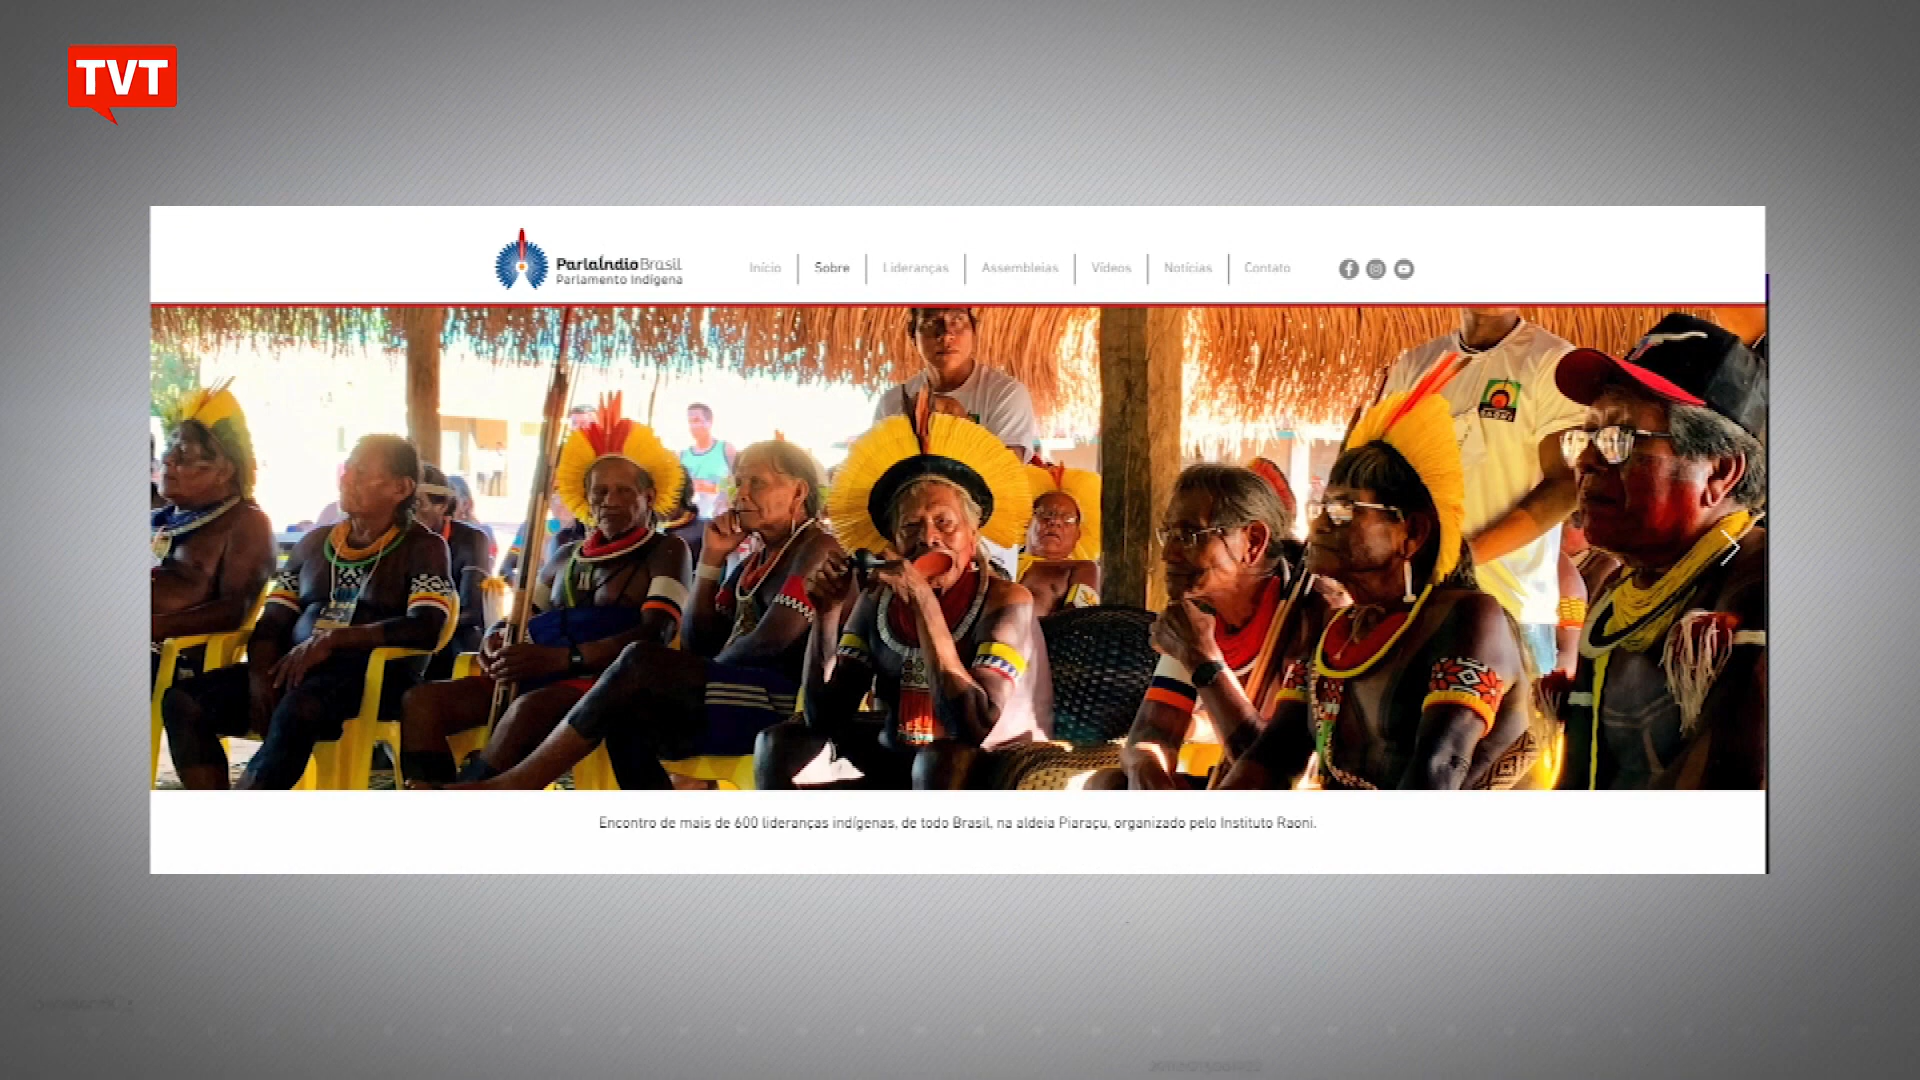 TVT
ParlaÍndioBrasil
Parlamento Indígena
Início
Sobre
Lideranças
Assembleias
Vídeos
Notícias
Contato
Encontro de mais de 600 lideranças indígenas, de todo Brasil, na aldeia Piaraçu, organizado pelo Instituto Raoni.